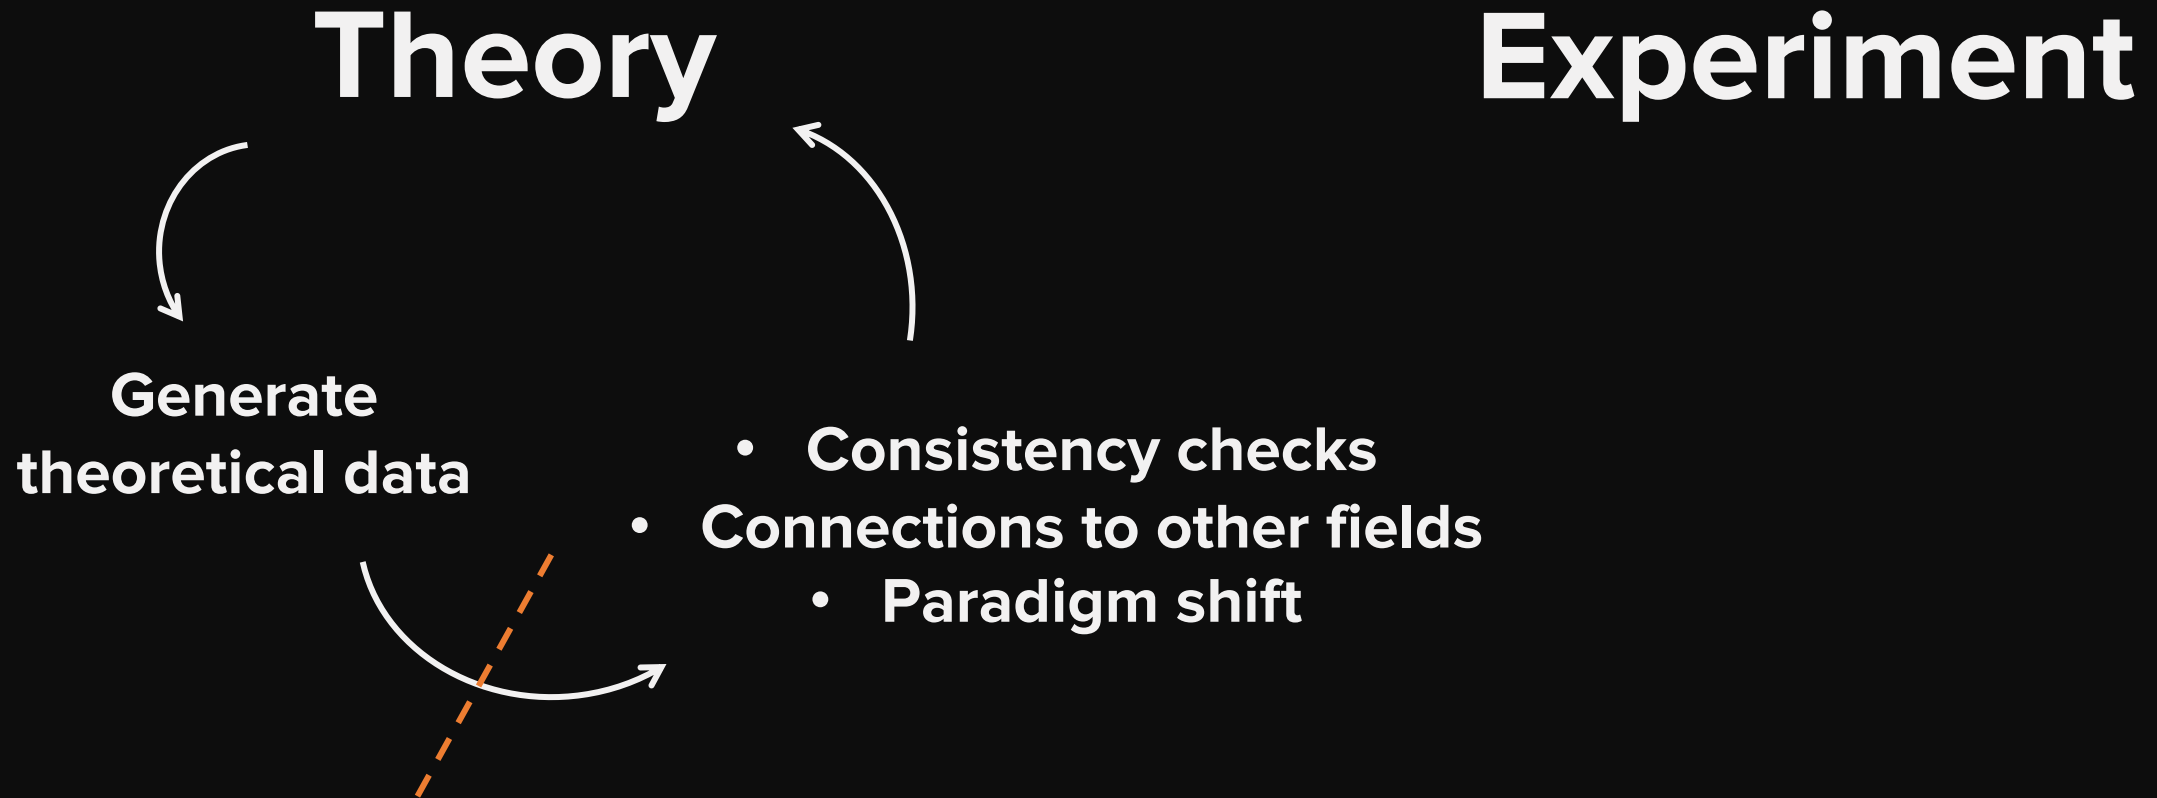 Theory
Experiment
Generate
theoretical data
• Consistency checks
• Connections to other fields
• Paradigm shift